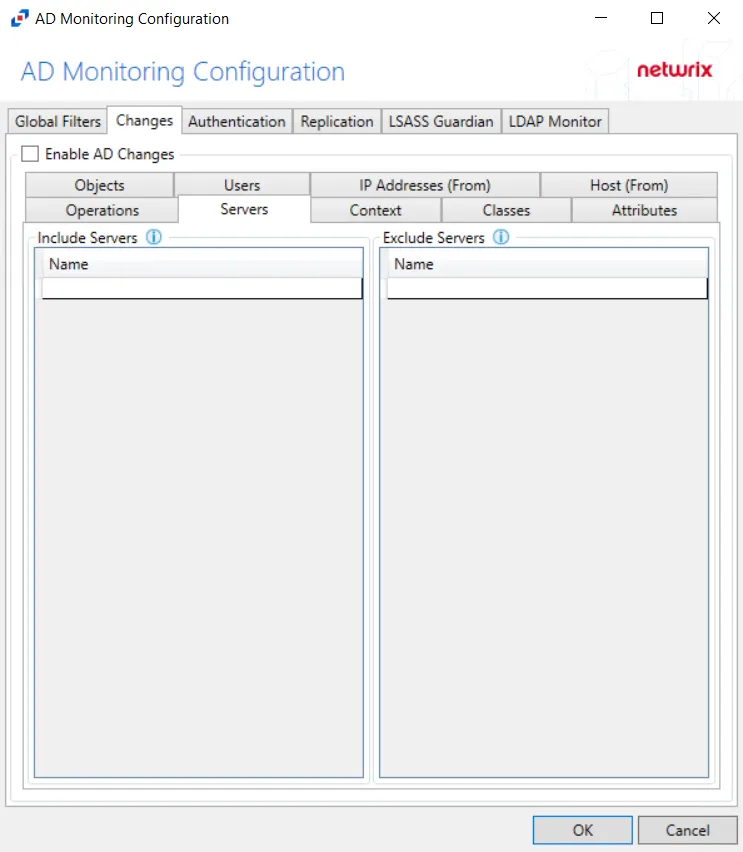 AD Monitoring Configuration
AD Monitoring Configuration
netwrix
Global Filters Changes Authentication Replication LSASS Guardian LDAP Monitor
Enable AD Changes
Objects Users IP Addresses (From) Host (From)
Operations Servers Context Classes Attributes
Include Servers Exclude Servers
Name Name
OK Cancel